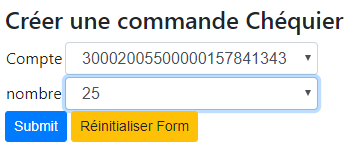 Créer une commande Chéquier
Compte 30002005500000157841343
nombre 25
Submit Réinitialiser Form